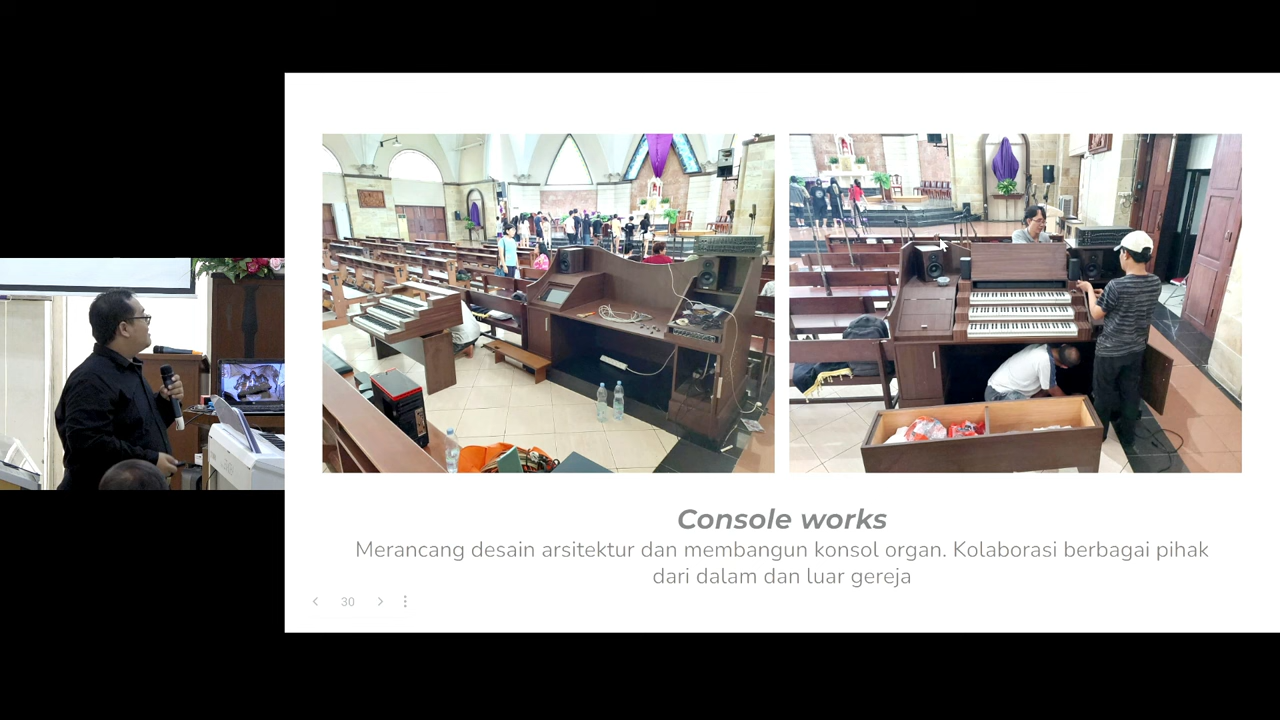 Console works
Merancang desain arsitektur dan membangun konsol organ. Kolaborasi berbagai pihak
dari dalam dan luar gereja
30